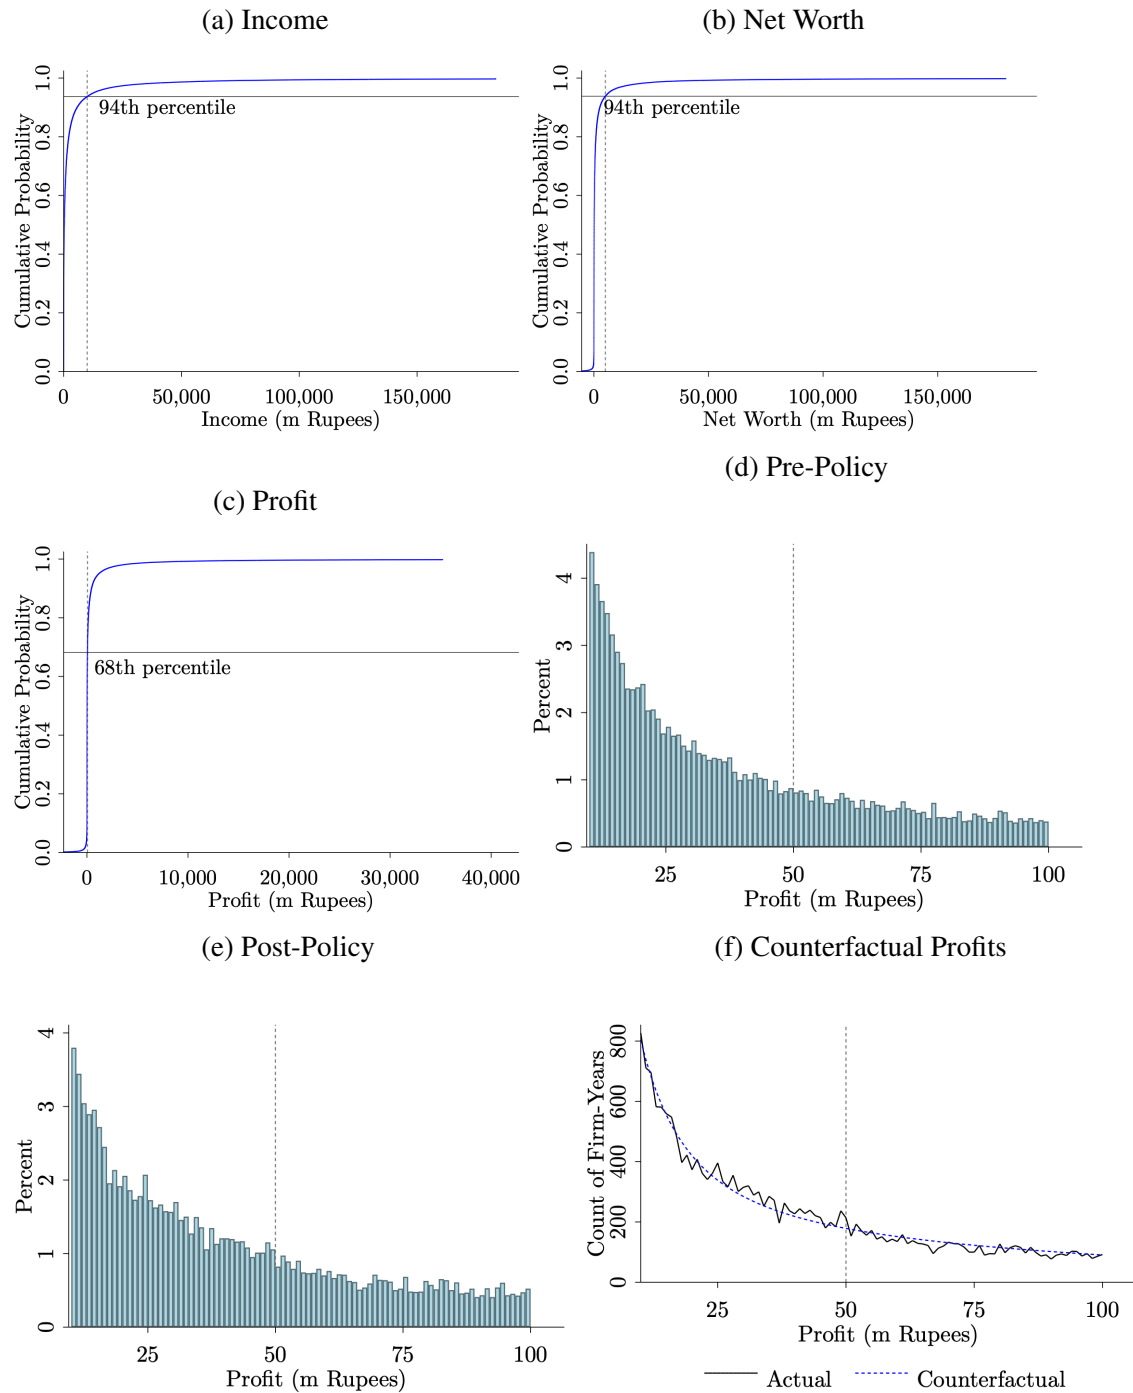 (a) Income
Cumulative Probability
0.0 0.2 0.4 0.6 0.8 1.0
94th percentile
0 50,000 100,000 150,000
Income (m Rupees)
(b) Net Worth
Cumulative Probability
0.0 0.2 0.4 0.6 0.8 1.0
94th percentile
0 50,000 100,000 150,000
Net Worth (m Rupees)
(c) Profit
Cumulative Probability
0.0 0.2 0.4 0.6 0.8 1.0
68th percentile
0 10,000 20,000 30,000 40,000
Profit (m Rupees)
(d) Pre-Policy
Percent
0 1 2 3 4
25 50 75 100
Profit (m Rupees)
(e) Post-Policy
Percent
0 1 2 3 4
25 50 75 100
Profit (m Rupees)
(f) Counterfactual Profits
Count of Firm-Years
0 200 400 600 800
25 50 75 100
Profit (m Rupees)
Actual Counterfactual